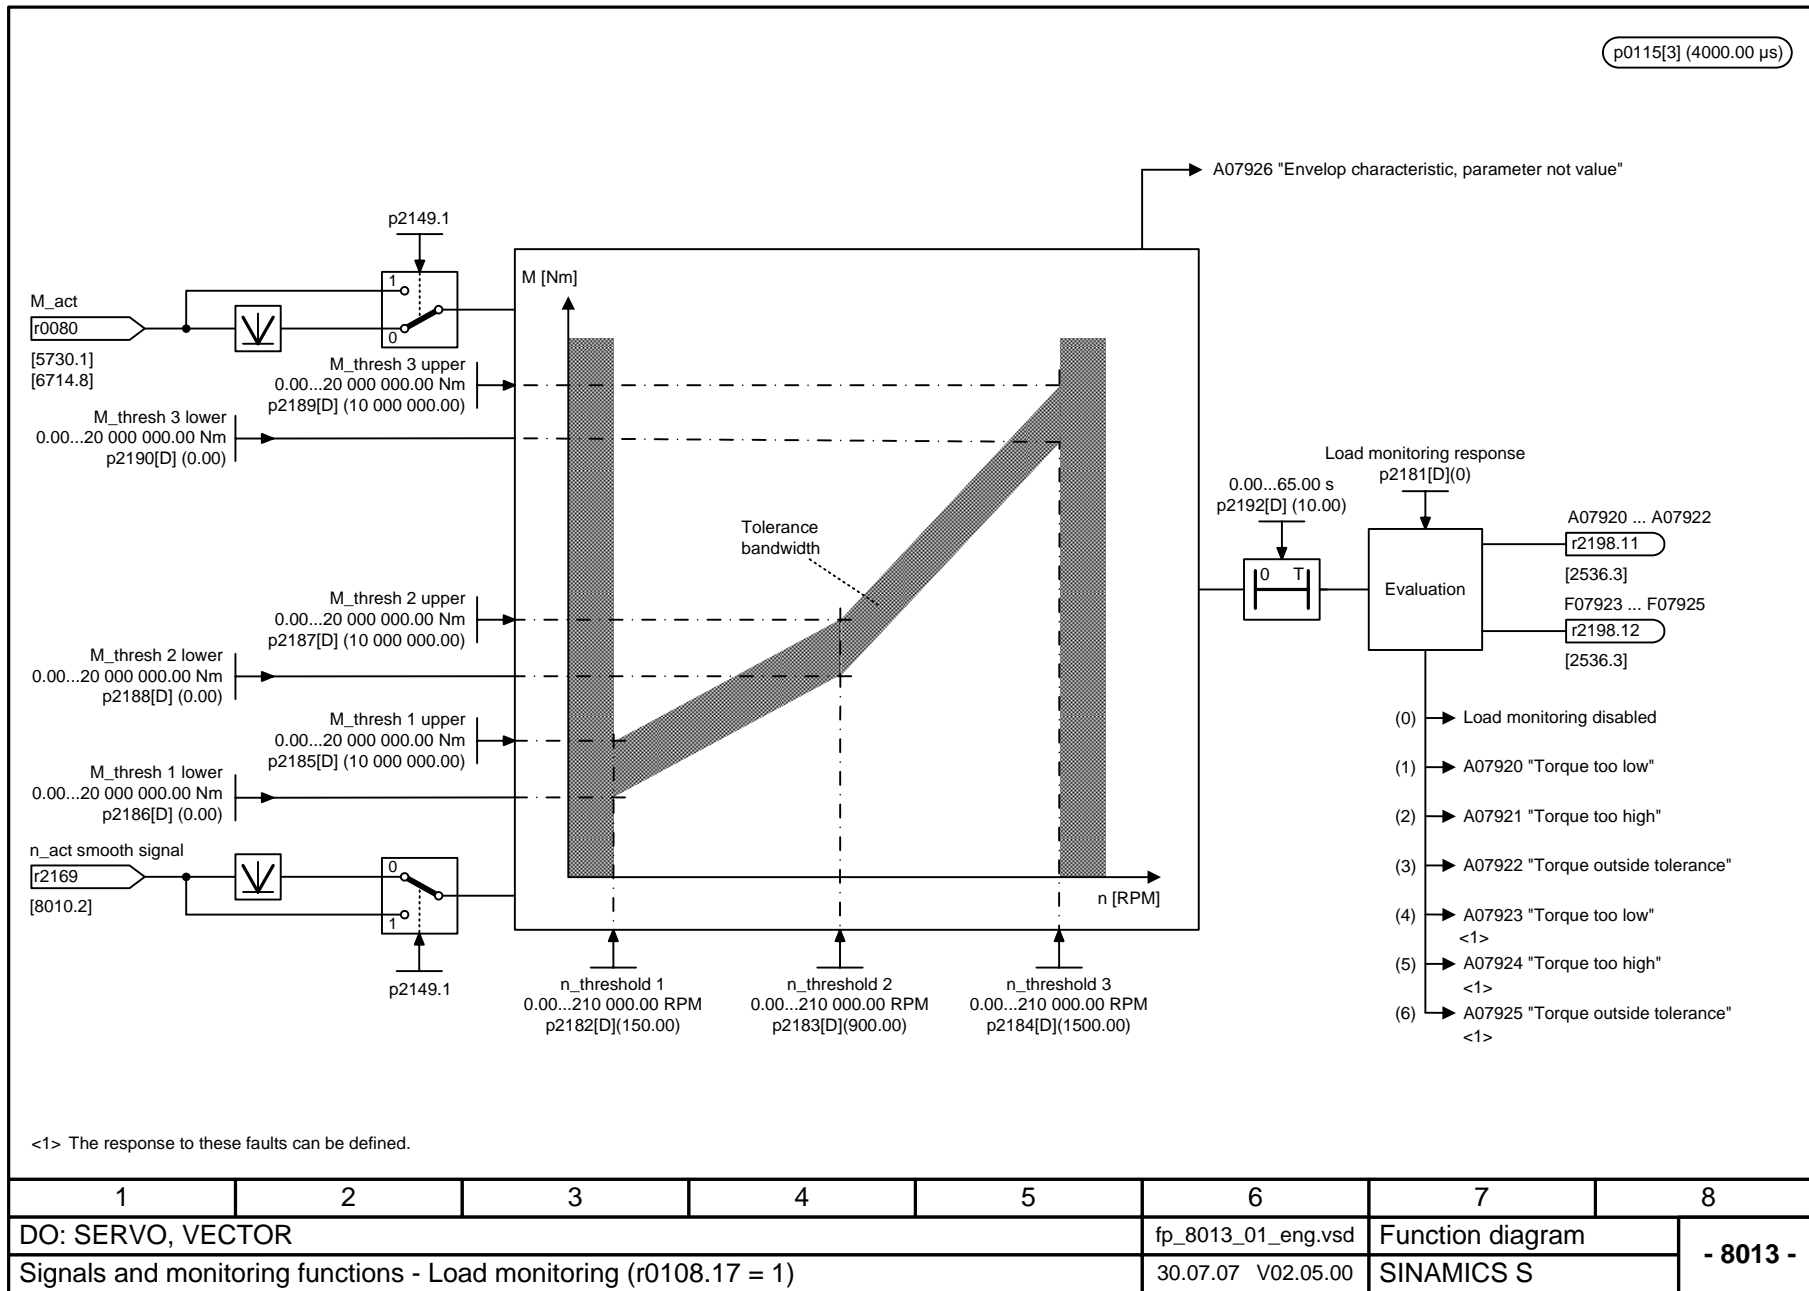 p0115[3] (4000.00 µs)
A07926 "Envelop characteristic, parameter not value"
p2149.1
1
0
M_act
r0080
[5730.1]
[6714.8]
M_thresh 3 upper
0.00...20 000 000.00 Nm
p2189[D] (10 000 000.00)
M_thresh 3 lower
0.00...20 000 000.00 Nm
p2190[D] (0.00)
M_thresh 2 upper
0.00...20 000 000.00 Nm
p2187[D] (10 000 000.00)
M_thresh 2 lower
0.00...20 000 000.00 Nm
p2188[D] (0.00)
M_thresh 1 upper
0.00...20 000 000.00 Nm
p2185[D] (10 000 000.00)
M_thresh 1 lower
0.00...20 000 000.00 Nm
p2186[D] (0.00)
n_act smooth signal
r2169
[8010.2]
0
1
p2149.1
M [Nm]
Tolerance
bandwidth
n [RPM]
n_threshold 1
0.00...210 000.00 RPM
p2182[D](150.00)
n_threshold 2
0.00...210 000.00 RPM
p2183[D](900.00)
n_threshold 3
0.00...210 000.00 RPM
p2184[D](1500.00)
0.00...65.00 s
p2192[D] (10.00)
0 T
Load monitoring response
p2181[D](0)
Evaluation
A07920 ... A07922
r2198.11
[2536.3]
F07923 ... F07925
r2198.12
[2536.3]
(0) Load monitoring disabled
(1) A07920 "Torque too low"
(2) A07921 "Torque too high"
(3) A07922 "Torque outside tolerance"
(4) A07923 "Torque too low"
<1>
(5) A07924 "Torque too high"
<1>
(6) A07925 "Torque outside tolerance"
<1>
<1> The response to these faults can be defined.
1 2 3 4 5 6 7 8
DO: SERVO, VECTOR
fp_8013_01_eng.vsd
Function diagram
- 8013 -
Signals and monitoring functions - Load monitoring (r0108.17 = 1)
30.07.07 V02.05.00
SINAMICS S